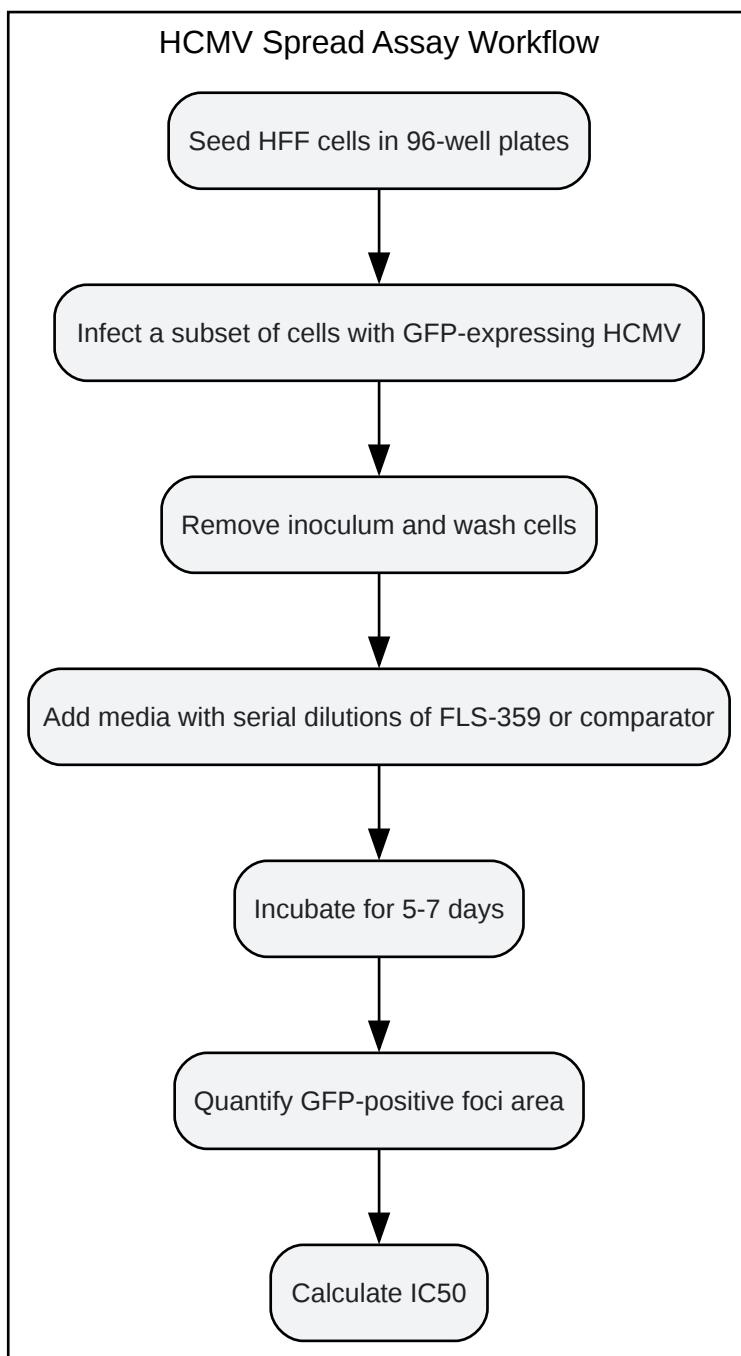 HCMV Spread Assay Workflow
Seed HFF cells in 96-well plates
Infect a subset of cells with GFP-expressing HCMV
Remove inoculum and wash cells
Add media with serial dilutions of FLS-359 or comparator
Incubate for 5-7 days
Quantify GFP-positive foci area
Calculate IC50